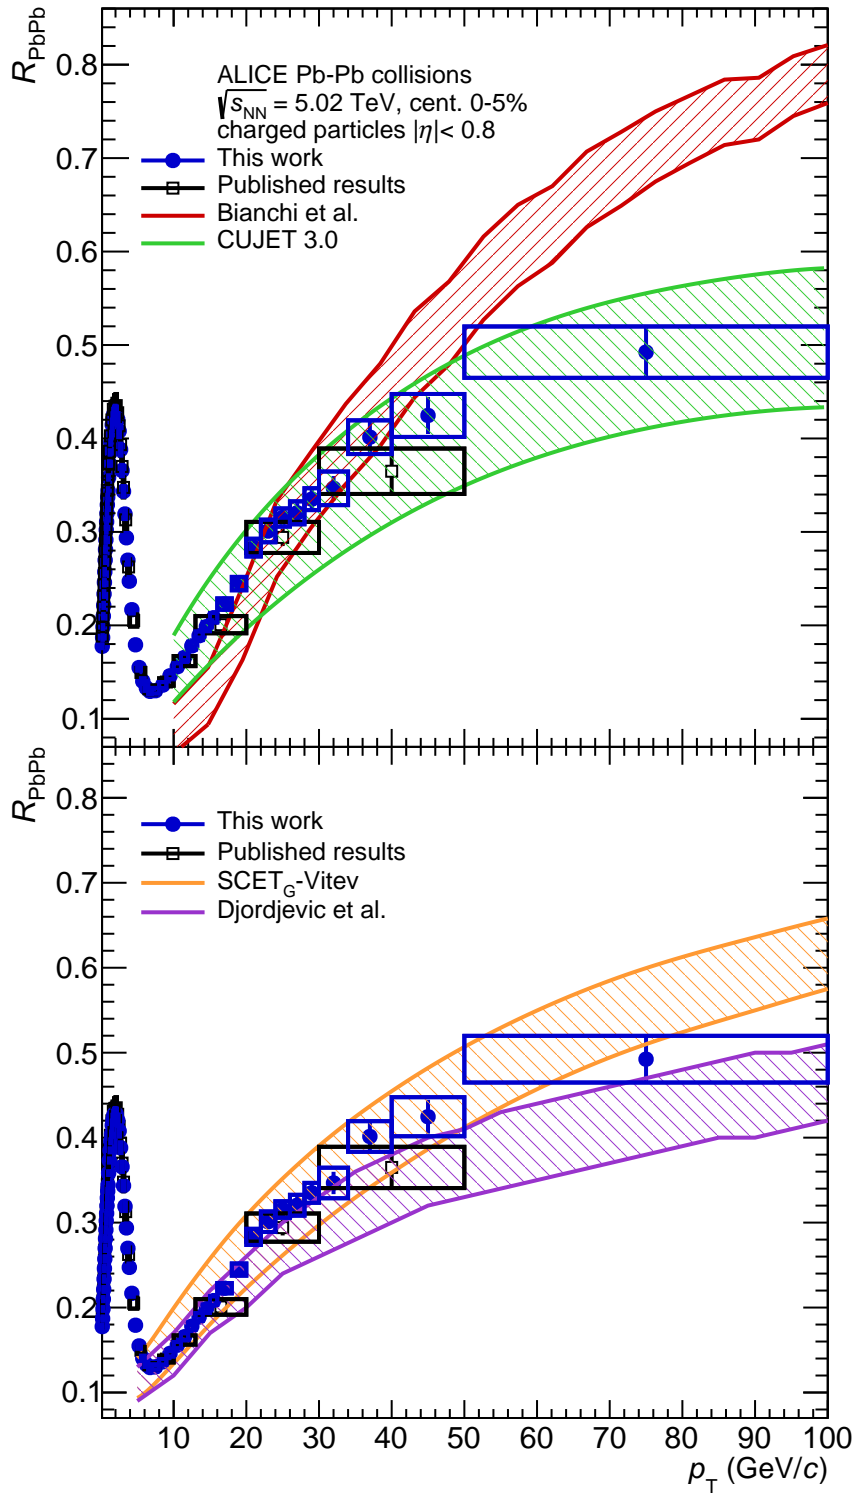 R_PbPb
0.8
0.7
0.6
0.5
0.4
0.3
0.2
0.1
ALICE Pb-Pb collisions
√s_NN = 5.02 TeV, cent. 0-5%
charged particles |η|< 0.8
This work
Published results
Bianchi et al.
CUJET 3.0
R_PbPb
0.8
0.7
0.6
0.5
0.4
0.3
0.2
0.1
This work
Published results
SCET_G-Vitev
Djordjevic et al.
10 20 30 40 50 60 70 80 90 100
p_T (GeV/c)